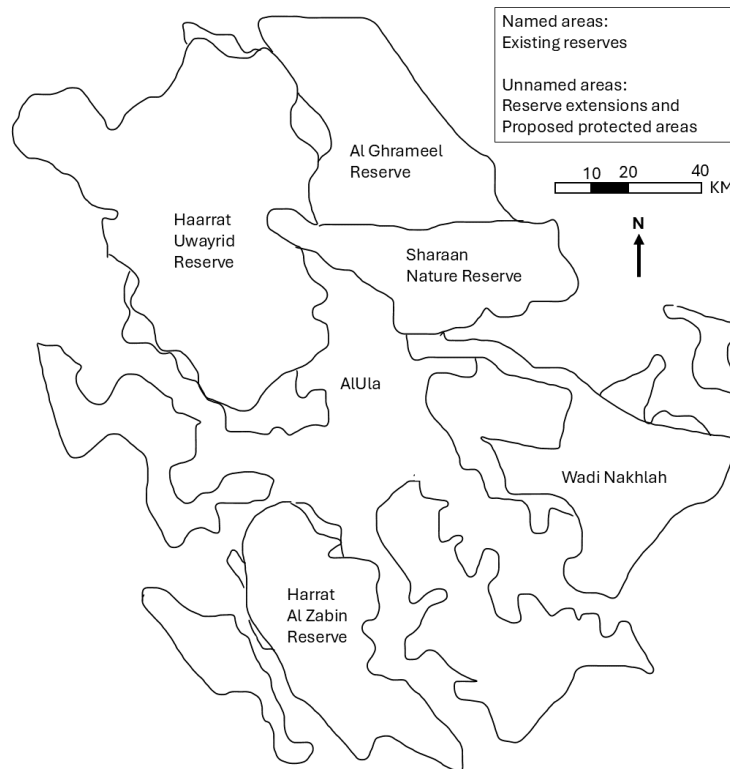 Named areas:
Existing reserves
Unnamed areas:
Reserve extensions and
Proposed protected areas
10 20 40
KM
N
Al Ghrameel
Reserve
Haarrat
Uwayrid
Reserve
Sharaan
Nature Reserve
AlUla
Wadi Nakhlah
Harrat
Al Zabin
Reserve